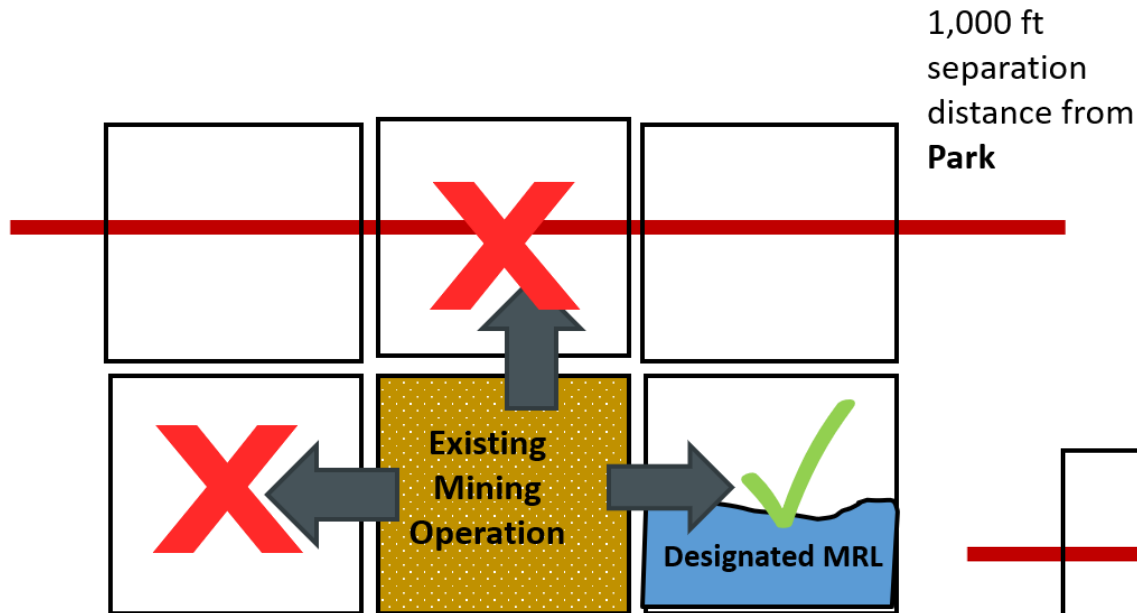 1,000 ft
separation
distance from
Park
Existing
Mining
Operation
Designated MRL